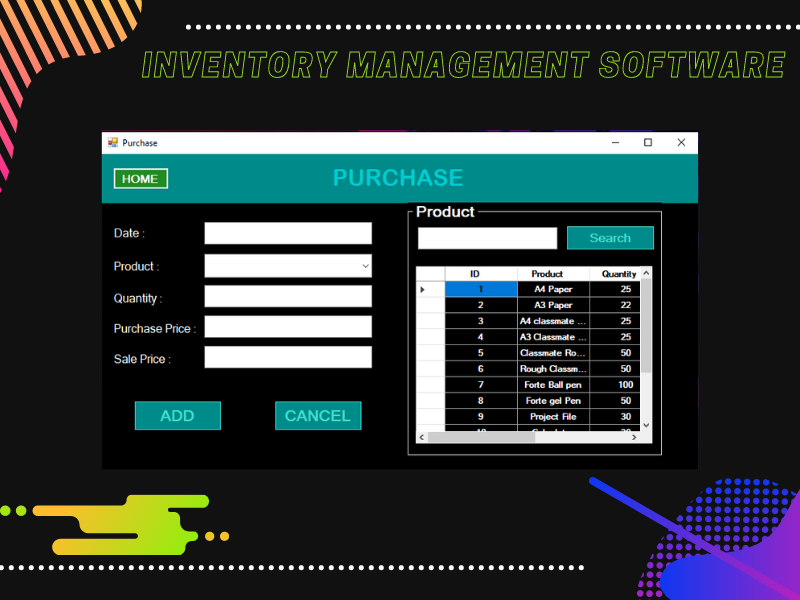 INVENTORY MANAGEMENT SOFTWARE
Purchase
HOME
PURCHASE
Date :
Product :
Quantity :
Purchase Price :
Sale Price :
ADD
CANCEL
Product
Search
ID Product Quantity
1 A4 Paper 25
2 A3 Paper 22
3 A4 classmate ... 25
4 A3 Classmate ... 25
5 Classmate Ro... 50
6 Rough Classm... 50
7 Forte Ball pen 100
8 Forte gel Pen 50
9 Project File 30